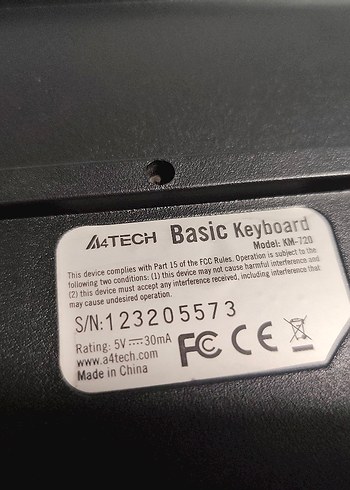 A4TECH Basic Keyboard
Model: KM-720
This device complies with Part 15 of the FCC Rules. Operation is subject to the
following two conditions: (1) this device may not cause harmful interference and
(2) this device must accept any interference received, including interference that
may cause undesired operation.
S/N:123205573
Rating: 5V 30mA
www.a4tech.com
Made in China
FC CE